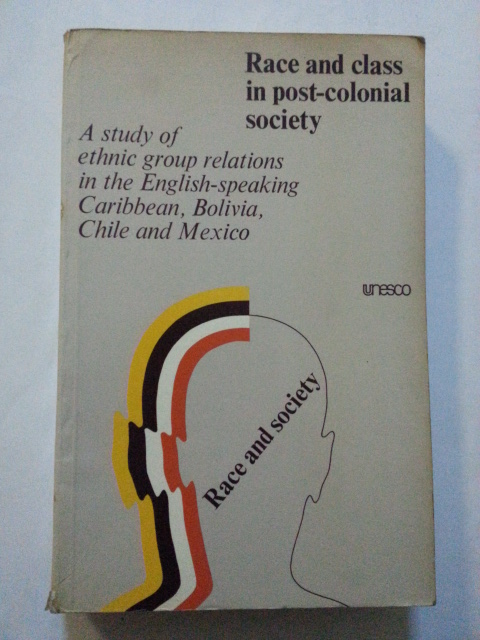 Race and class
in post-colonial
society
A study of
ethnic group relations
in the English-speaking
Caribbean, Bolivia,
Chile and Mexico
unesco
Race and society